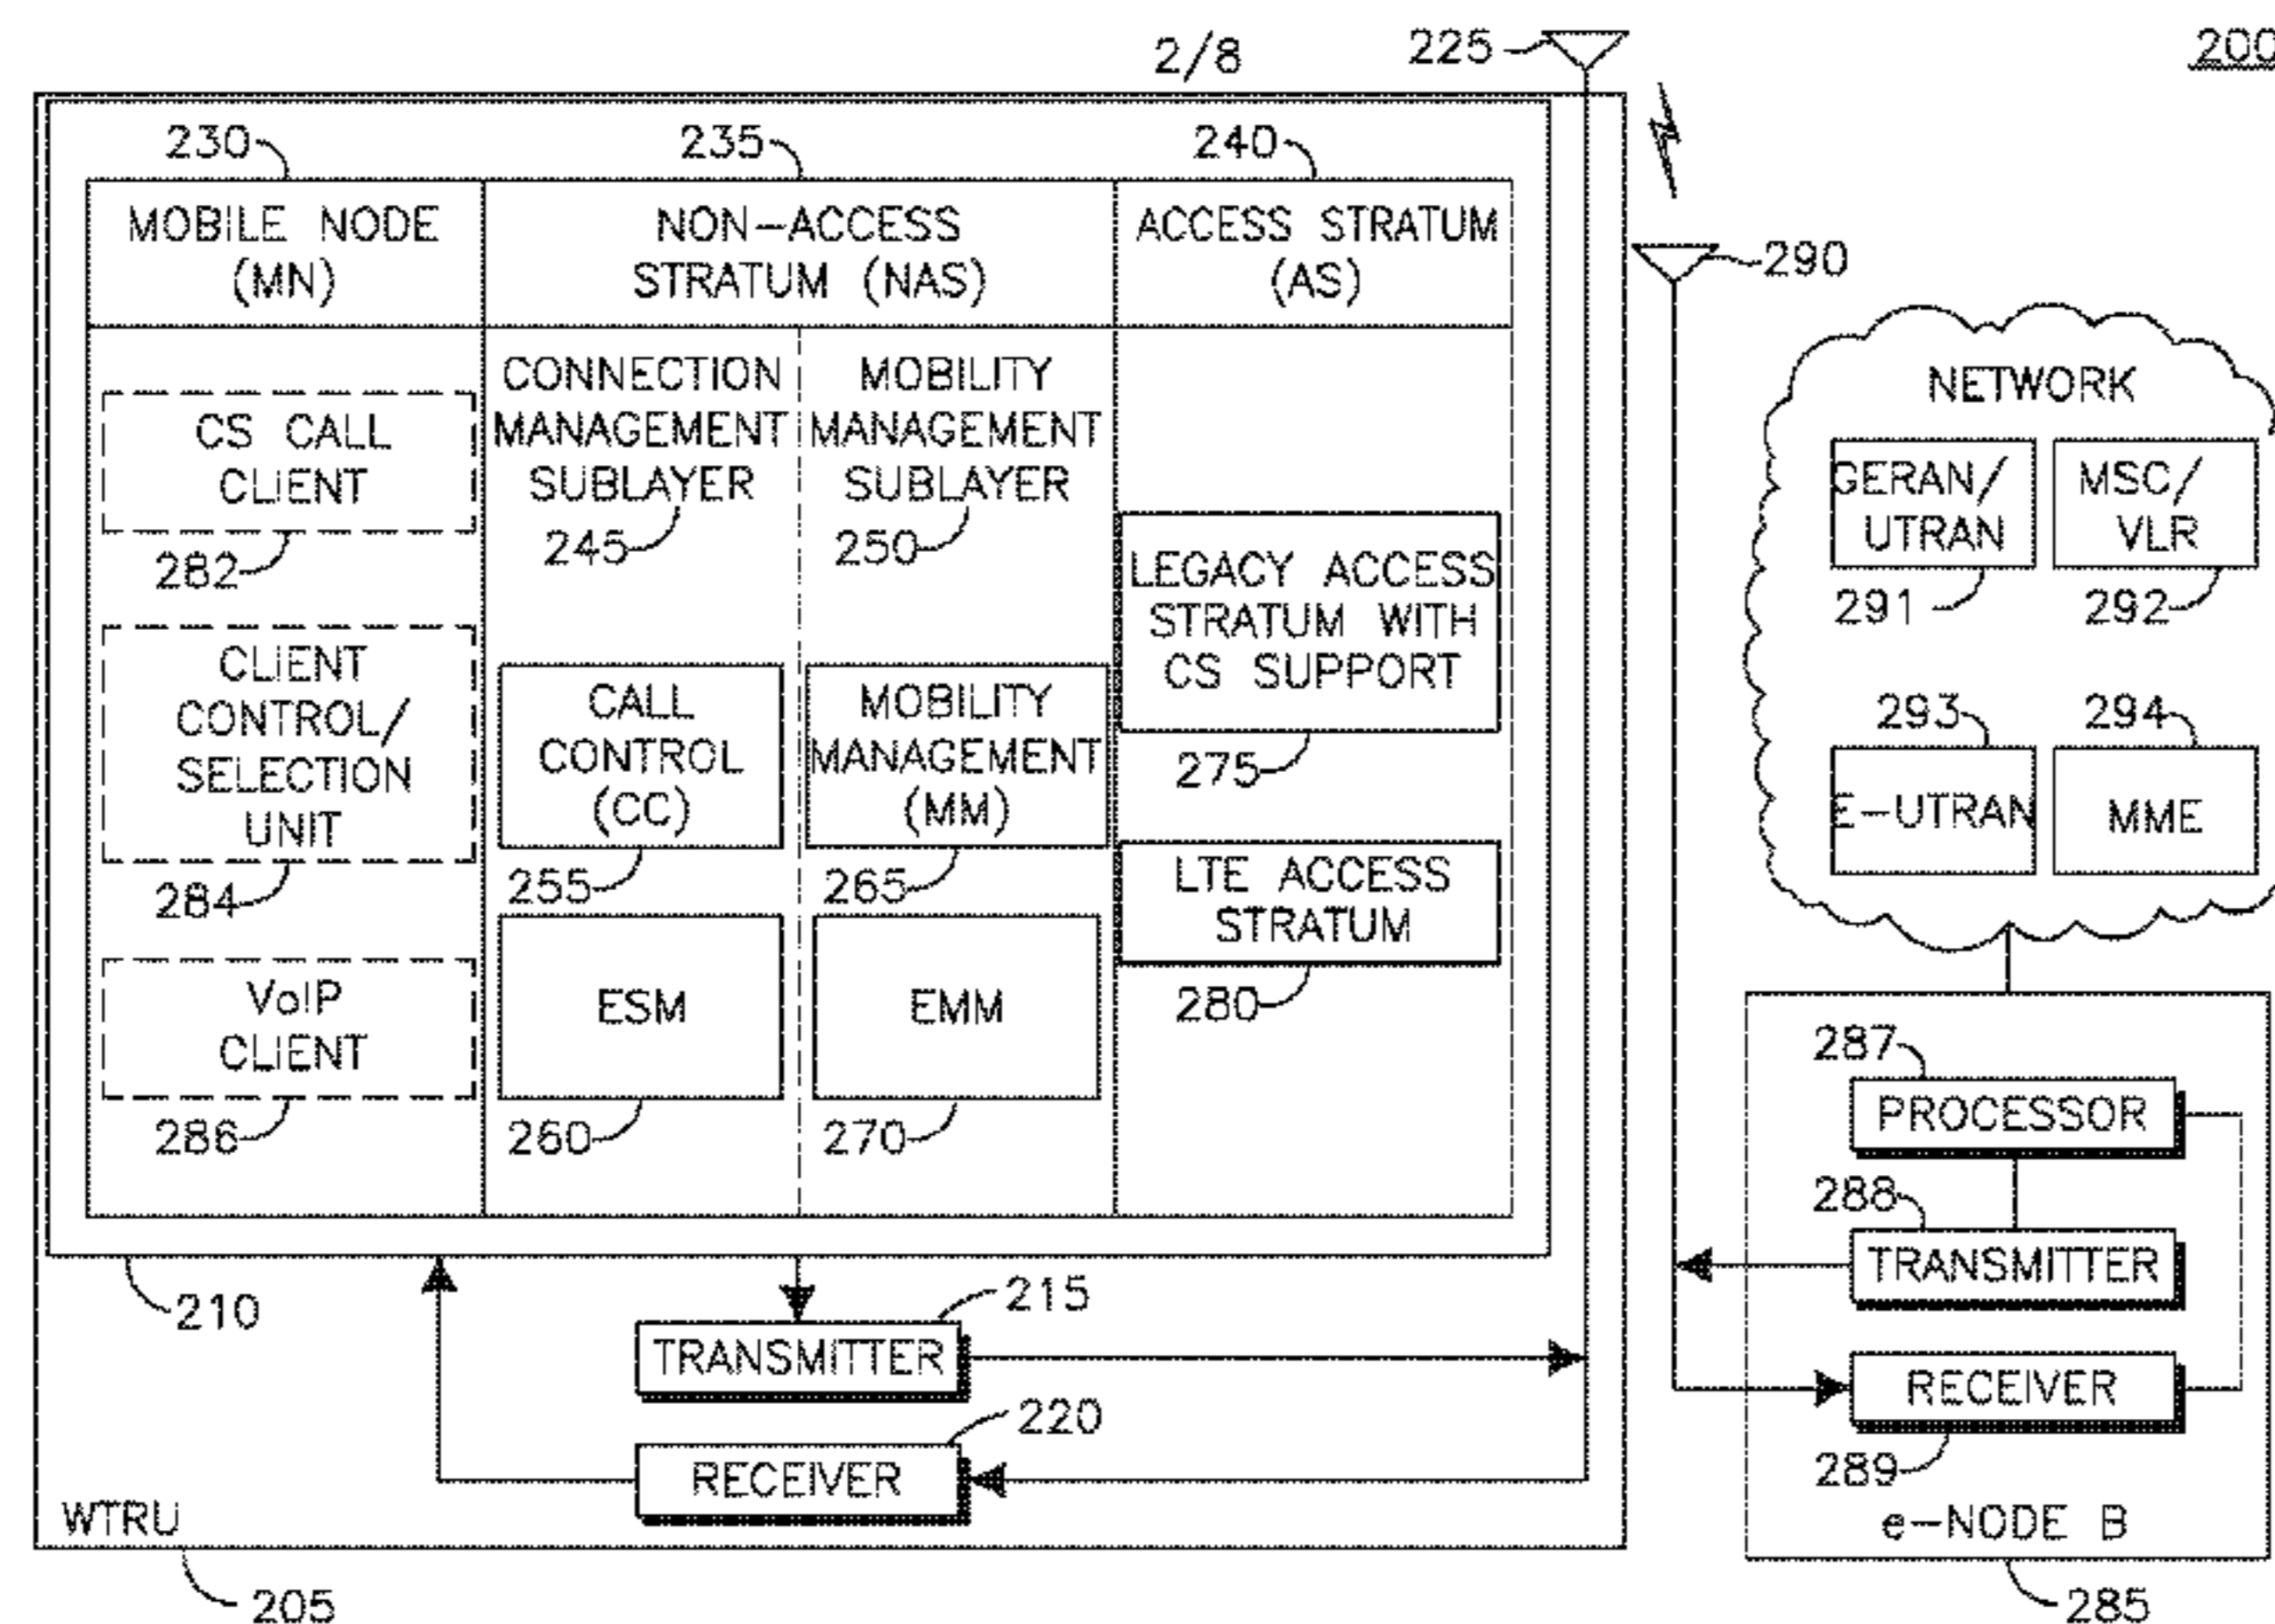 2/8
225
200
230
235
240
MOBILE NODE
(MN)
NON-ACCESS
STRATUM (NAS)
ACCESS STRATUM
(AS)
290
CS CALL
CLIENT
282
CLIENT
CONTROL/
SELECTION
UNIT
284
VoIP
CLIENT
286
CONNECTION
MANAGEMENT
SUBLAYER
245
CALL
CONTROL
(CC)
255
ESM
260
MOBILITY
MANAGEMENT
SUBLAYER
250
MOBILITY
MANAGEMENT
(MM)
265
EMM
270
LEGACY ACCESS
STRATUM WITH
CS SUPPORT
275
LTE ACCESS
STRATUM
280
210
TRANSMITTER
215
RECEIVER
220
WTRU
205
NETWORK
GERAN/
UTRAN
291
MSC/
VLR
292
293
E-UTRAN
294
MME
287
PROCESSOR
288
TRANSMITTER
RECEIVER
289
e-NODE B
285